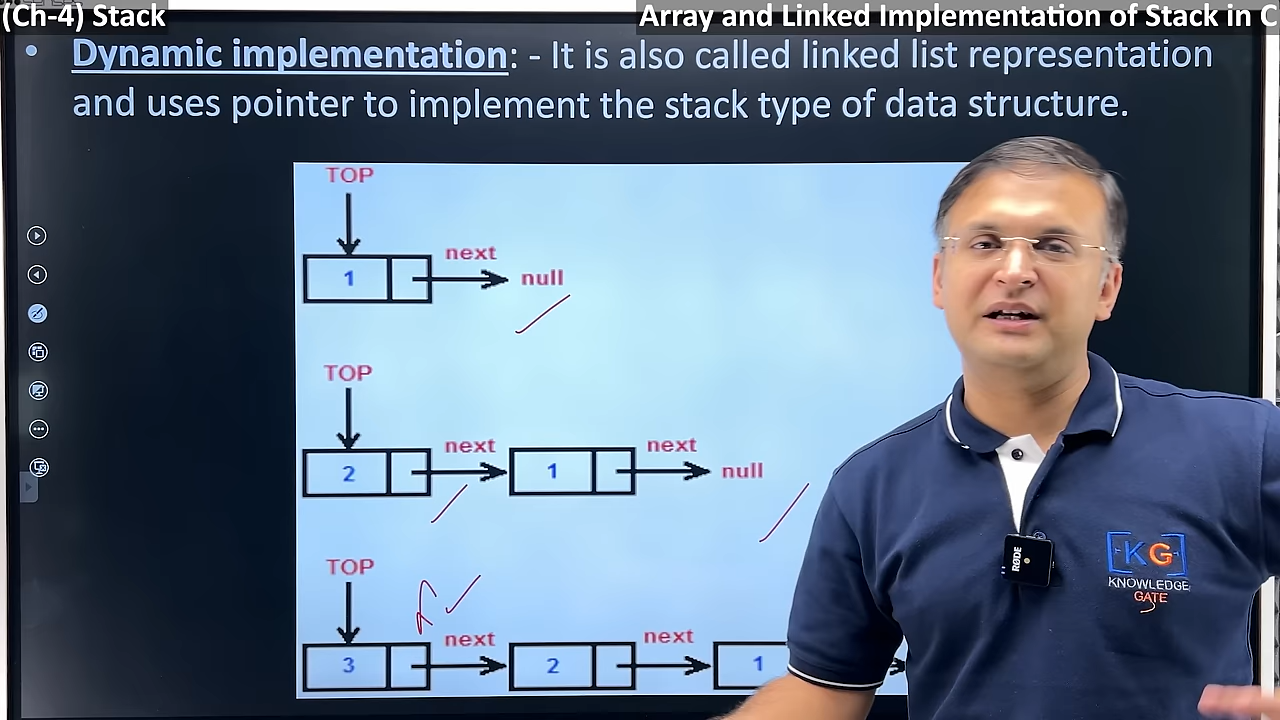 (Ch-4) Stack
Array and Linked Implementation of Stack in C
• Dynamic implementation: - It is also called linked list representation
and uses pointer to implement the stack type of data structure.
TOP
next
1
null
TOP
next
next
2
1
null
TOP
next
next
3
2
1
RØDE
KG
KNOWLEDGE
GATE